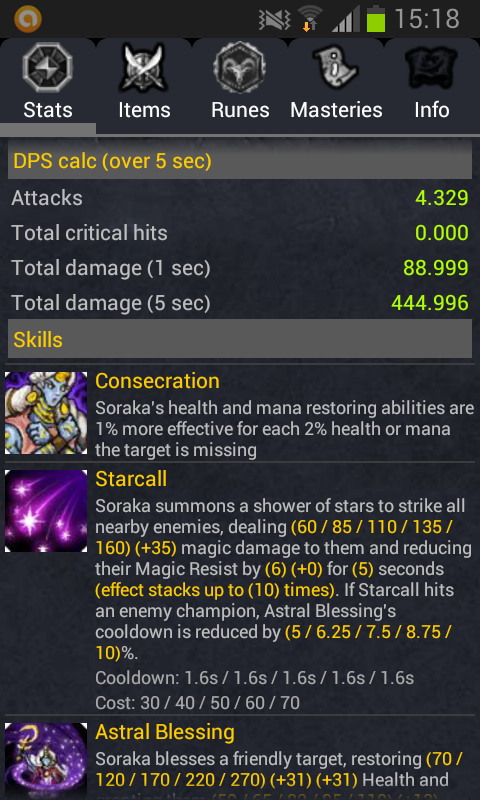 15:18
Stats Items Runes Masteries Info
DPS calc (over 5 sec)
Attacks 4.329
Total critical hits 0.000
Total damage (1 sec) 88.999
Total damage (5 sec) 444.996
Skills
Consecration
Soraka's health and mana restoring abilities are
1% more effective for each 2% health or mana
the target is missing
Starcall
Soraka summons a shower of stars to strike all
nearby enemies, dealing (60 / 85 / 110 / 135 /
160) (+35) magic damage to them and reducing
their Magic Resist by (6) (+0) for (5) seconds
(effect stacks up to (10) times). If Starcall hits
an enemy champion, Astral Blessing's
cooldown is reduced by (5 / 6.25 / 7.5 / 8.75 /
10)%.
Cooldown: 1.6s / 1.6s / 1.6s / 1.6s / 1.6s
Cost: 30 / 40 / 50 / 60 / 70
Astral Blessing
Soraka blesses a friendly target, restoring (70 /
120 / 170 / 220 / 270) (+31) (+31) Health and